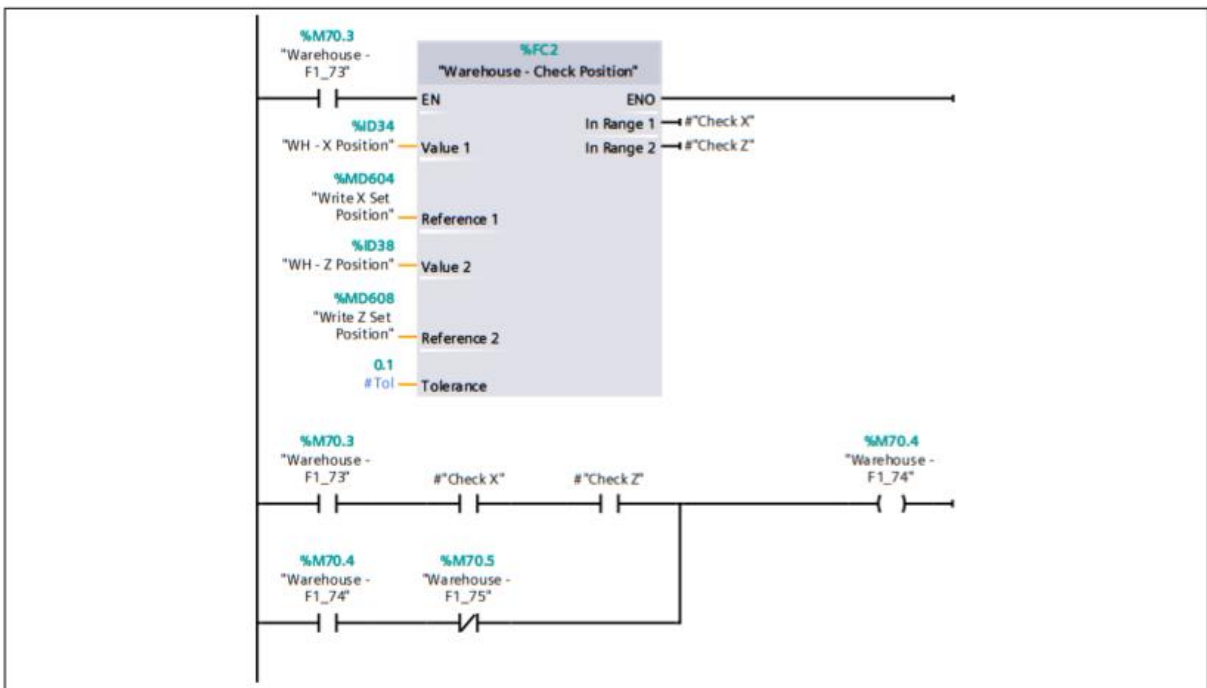 %M70.3
"Warehouse -
F1_73"
%FC2
"Warehouse - Check Position"
EN
ENO
%ID34
"WH - X Position"
Value 1
In Range 1
#"Check X"
In Range 2
#"Check Z"
%MD604
"Write X Set
Position"
Reference 1
%ID38
"WH - Z Position"
Value 2
%MD608
"Write Z Set
Position"
Reference 2
0.1
#Tol
Tolerance
%M70.3
"Warehouse -
F1_73"
#"Check X"
#"Check Z"
%M70.4
"Warehouse -
F1_74"
%M70.4
"Warehouse -
F1_74"
%M70.5
"Warehouse -
F1_75"